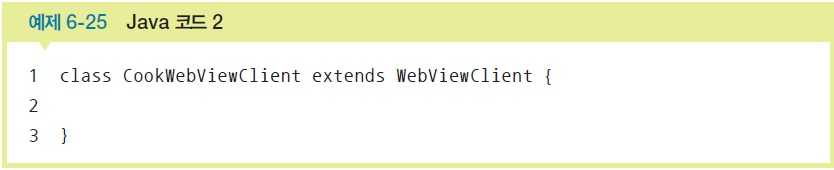 예제 6-25 Java 코드 2
1 class CookWebViewClient extends WebViewClient {
2
3 }